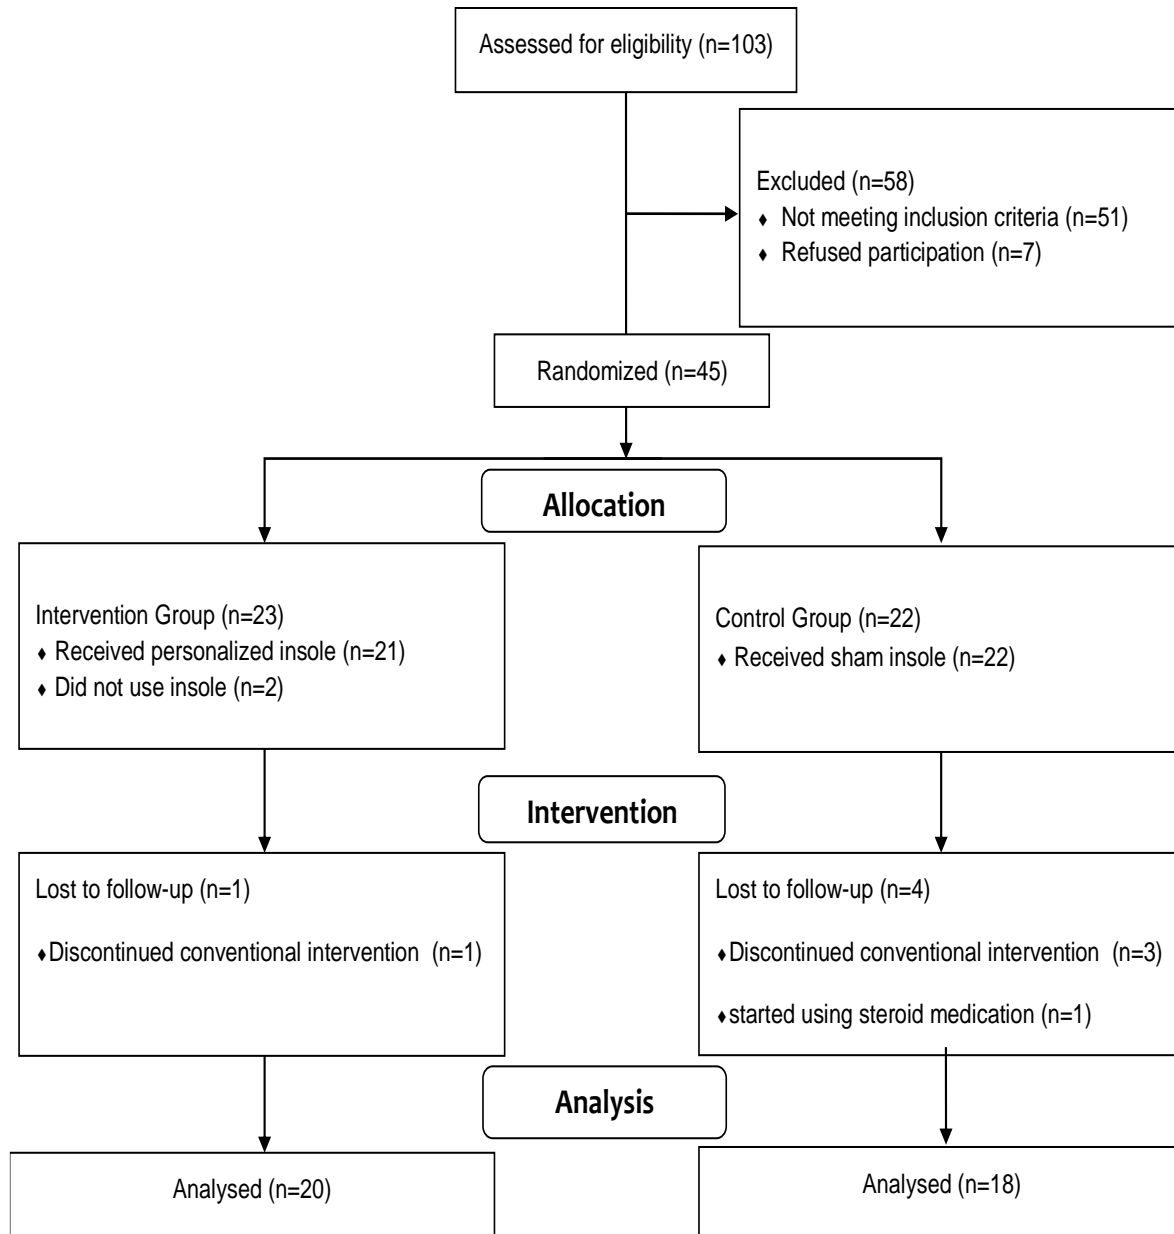 Assessed for eligibility (n=103)
Excluded (n=58)
♦ Not meeting inclusion criteria (n=51)
♦ Refused participation (n=7)
Randomized (n=45)
Allocation
Intervention Group (n=23)
♦ Received personalized insole (n=21)
♦ Did not use insole (n=2)
Control Group (n=22)
♦ Received sham insole (n=22)
Intervention
Lost to follow-up (n=1)
♦Discontinued conventional intervention (n=1)
Lost to follow-up (n=4)
♦Discontinued conventional intervention (n=3)
♦started using steroid medication (n=1)
Analysis
Analysed (n=20)
Analysed (n=18)